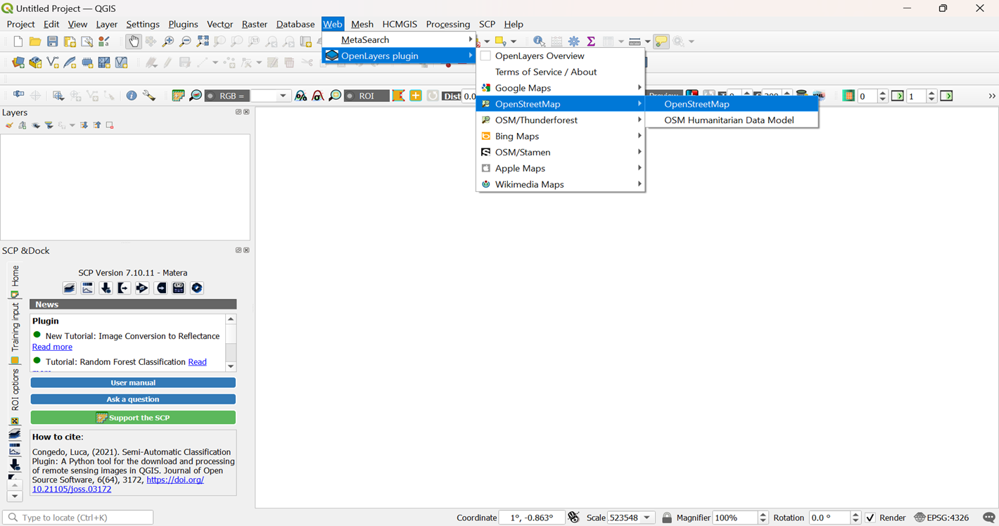 Untitled Project — QGIS
Project Edit View Layer Settings Plugins Vector Raster Database Web Mesh HCMGIS Processing SCP Help
MetaSearch
OpenLayers plugin
OpenLayers Overview
Terms of Service / About
Google Maps
OpenStreetMap
OpenStreetMap
OSM Humanitarian Data Model
OSM/Thunderforest
Bing Maps
OSM/Stamen
Apple Maps
Wikimedia Maps
RGB =
ROI
Dist 0.0
0
1
Layers
SCP &Dock
Home
Training input
ROI options
SCP Version 7.10.11 - Matera
News
Plugin
New Tutorial: Image Conversion to Reflectance
Read more
Tutorial: Random Forest Classification Read
User manual
Ask a question
Support the SCP
How to cite:
Congedo, Luca, (2021). Semi-Automatic Classification
Plugin: A Python tool for the download and processing
of remote sensing images in QGIS. Journal of Open
Source Software, 6(64), 3172, https://doi.org/
10.21105/joss.03172
Type to locate (Ctrl+K)
Coordinate 1°, -0.863° Scale .523548 Magnifier 100% Rotation 0.0 ° Render EPSG:4326